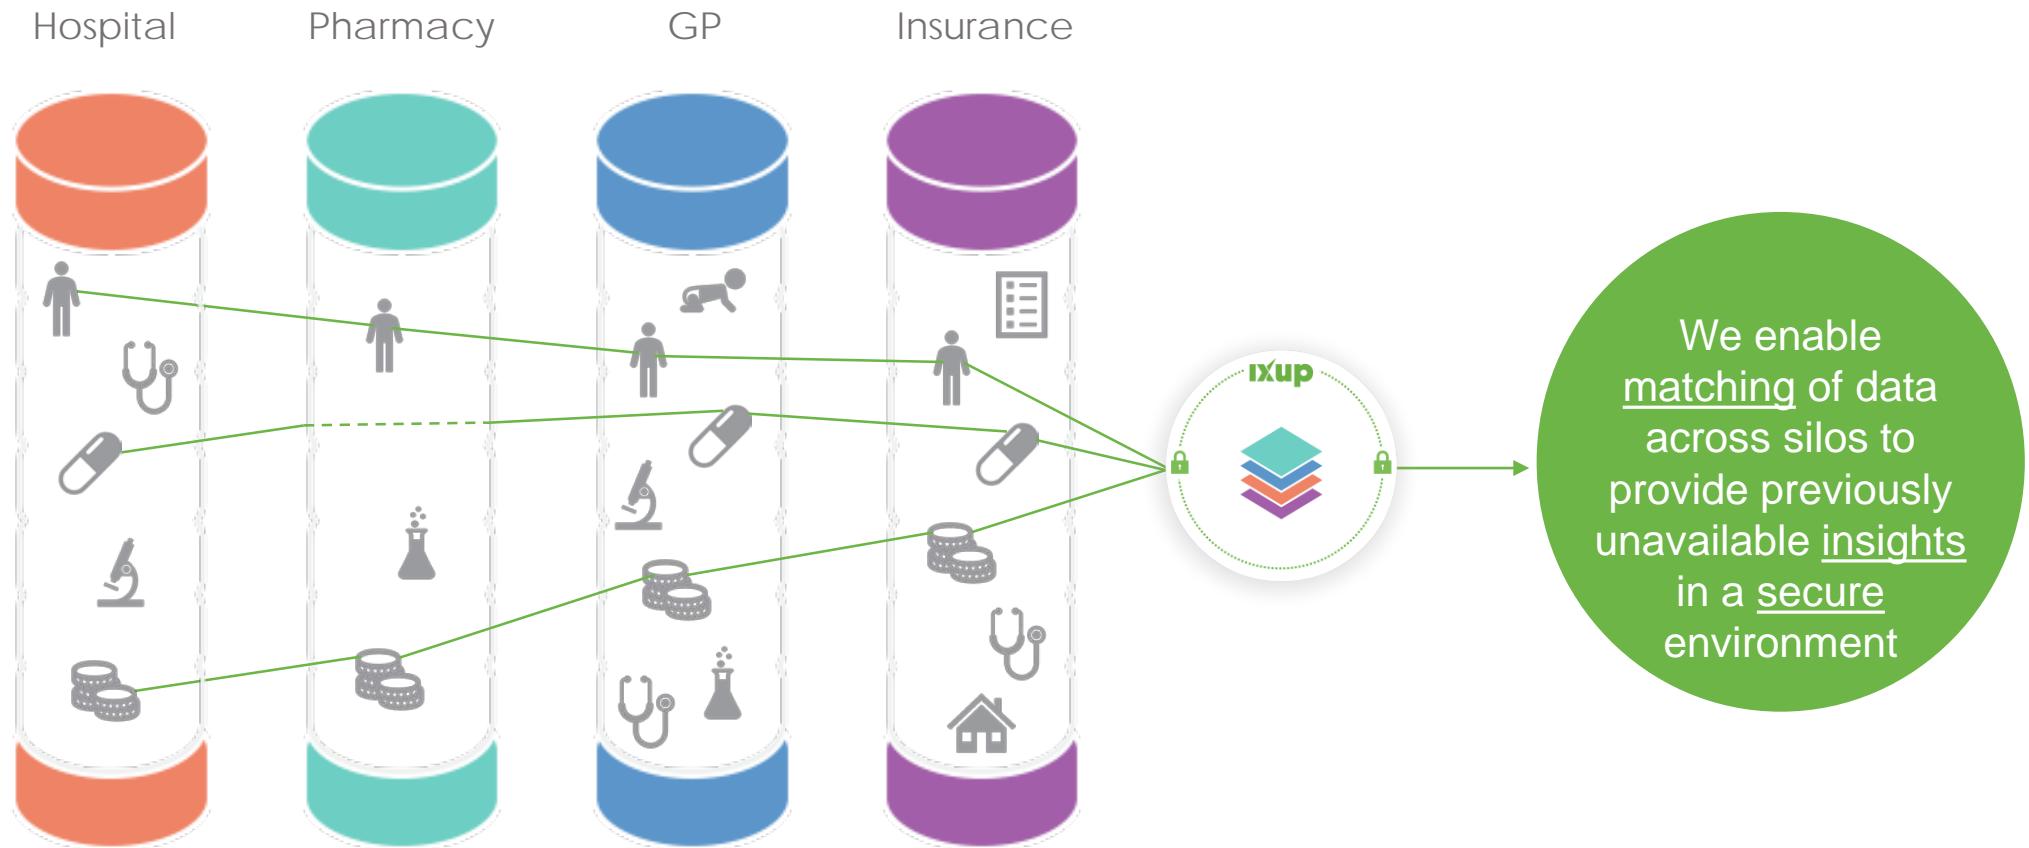 Hospital Pharmacy GP Insurance
ıxup
We enable
matching of data
across silos to
provide previously
unavailable insights
in a secure
environment